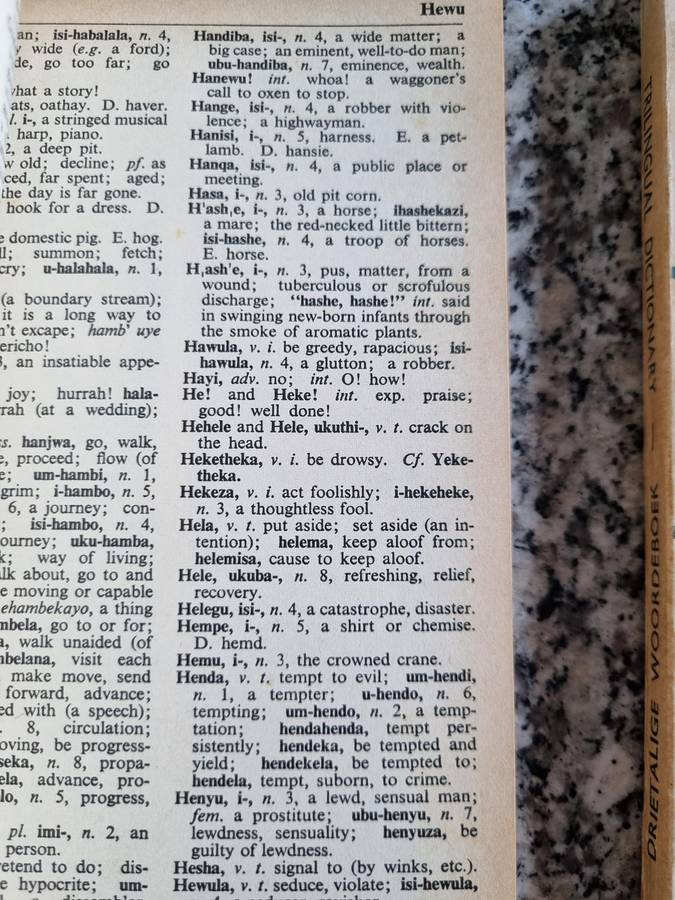 Hewu
an; isi-habalala, n. 4,
wide (e.g. a ford);
de, go too far; go
what a story!
ats, oathay. D. haver.
l. i-, a stringed musical
harp, piano.
2, a deep pit.
w old; decline; pf. as
ced, far spent; aged;
the day is far gone.
hook for a dress. D.
e domestic pig. E. hog.
ll; summon; fetch;
cry; u-halahala, n. 1,
(a boundary stream);
it is a long way to
n't escape; hamb' uye
ericho!
3, an insatiable appe-
joy; hurrah! hala-
rrah (at a wedding);
ss. hanjwa, go, walk,
e, proceed; flow (of
e; um-hambi, n. 1,
grim; i-hambo, n. 5,
6, a journey; con-
; isi-hambo, n. 4,
ourney; uku-hamba,
k; way of living;
alk about, go to and
e moving or capable
ehambekayo, a thing
mbela, go to or for;
a, walk unaided (of
mbelana, visit each
make move, send
forward, advance;
ed with (a speech);
8, circulation;
oving, be progress-
seka, n. 8, propa-
ela, advance, pro-
lo, n. 5, progress,
pl. imi-, n. 2, an
person.
retend to do; dis-
e hypocrite; um-
Handiba, isi-, n. 4, a wide matter; a
big case; an eminent, well-to-do man;
ubu-handiba, n. 7, eminence, wealth.
Hanewu! int. whoa! a waggoner's
call to oxen to stop.
Hange, isi-, n. 4, a robber with vio-
lence; a highwayman.
Hanisi, i-, n. 5, harness. E. a pet-
lamb. D. hansie.
Hanqa, isi-, n. 4, a public place or
meeting.
Hasa, i-, n. 3, old pit corn.
H'ash,e, i-, n. 3, a horse; ihashekazi,
a mare; the red-necked little bittern;
isi-hashe, n. 4, a troop of horses.
E. horse.
H,ash'e, i-, n. 3, pus, matter, from a
wound; tuberculous or scrofulous
discharge; "hashe, hashe!" int. said
in swinging new-born infants through
the smoke of aromatic plants.
Hawula, v. i. be greedy, rapacious; isi-
hawula, n. 4, a glutton; a robber.
Hayi, adv. no; int. O! how!
He! and Heke! int. exp. praise;
good! well done!
Hehele and Hele, ukuthi-, v. t. crack on
the head.
Heketheka, v. i. be drowsy. Cf. Yeke-
theka.
Hekeza, v. i. act foolishly; i-hekeheke,
n. 3, a thoughtless fool.
Hela, v. t. put aside; set aside (an in-
tention); helema, keep aloof from;
helemisa, cause to keep aloof.
Hele, ukuba-, n. 8, refreshing, relief,
recovery.
Helegu, isi-, n. 4, a catastrophe, disaster.
Hempe, i-, n. 5, a shirt or chemise.
D. hemd.
Hemu, i-, n. 3, the crowned crane.
Henda, v. t. tempt to evil; um-hendi,
n. 1, a tempter; u-hendo, n. 6,
tempting; um-hendo, n. 2, a temp-
tation; hendahenda, tempt per-
sistently; hendeka, be tempted and
yield; hendekela, be tempted to;
hendela, tempt, suborn, to crime.
Henyu, i-, n. 3, a lewd, sensual man;
fem. a prostitute; ubu-henyu, n. 7,
lewdness, sensuality; henyuza, be
guilty of lewdness.
Hesha, v. t. signal to (by winks, etc.).
Hewula, v. t. seduce, violate; isi-hewula,
TRILINGUAL DICTIONARY — DRIETALIGE WOORDEBOEK